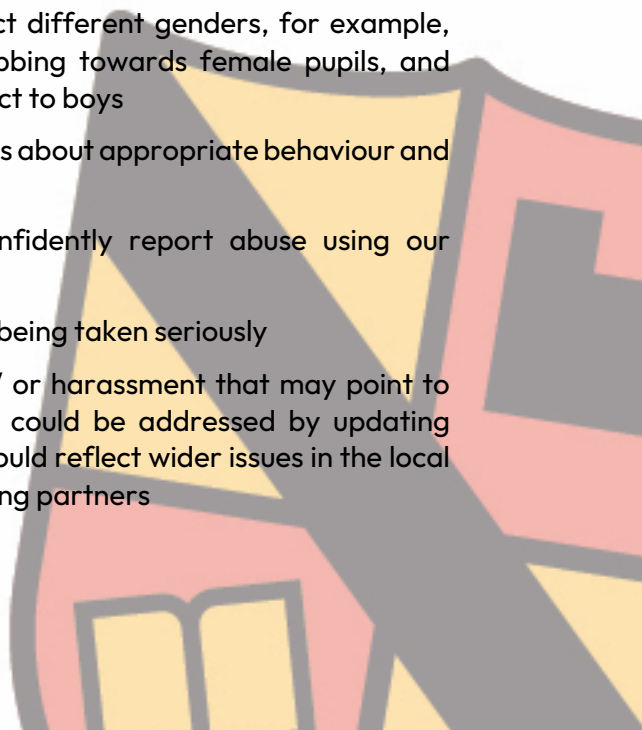 ct different genders, for example,
bbing towards female pupils, and
ct to boys
s about appropriate behaviour and
nfidently report abuse using our
being taken seriously
/ or harassment that may point to
could be addressed by updating
ould reflect wider issues in the local
ng partners